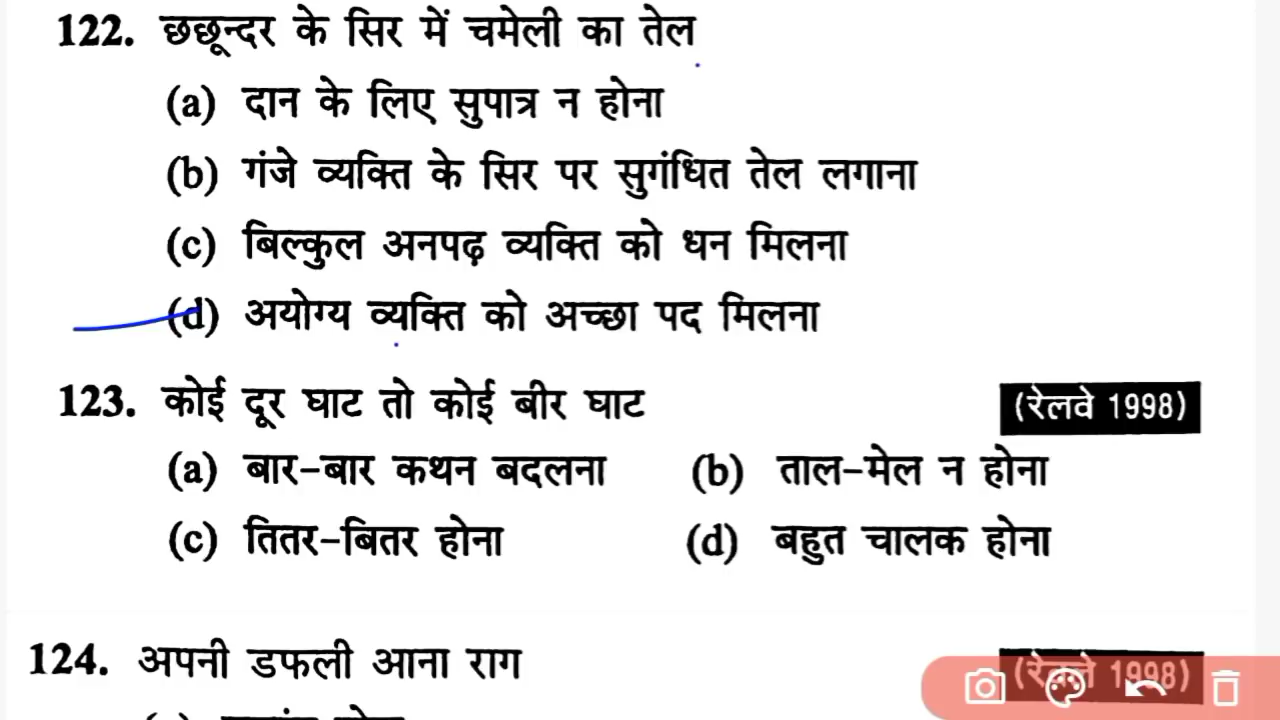 122. छछून्दर के सिर में चमेली का तेल
(a) दान के लिए सुपात्र न होना
(b) गंजे व्यक्ति के सिर पर सुगंधित तेल लगाना
(c) बिल्कुल अनपढ़ व्यक्ति को धन मिलना
(d) अयोग्य व्यक्ति को अच्छा पद मिलना
123. कोई दूर घाट तो कोई बीर घाट (रेलवे 1998)
(a) बार-बार कथन बदलना (b) ताल-मेल न होना
(c) तितर-बितर होना (d) बहुत चालक होना
124. अपनी डफली आना राग (रेलवे 1998)